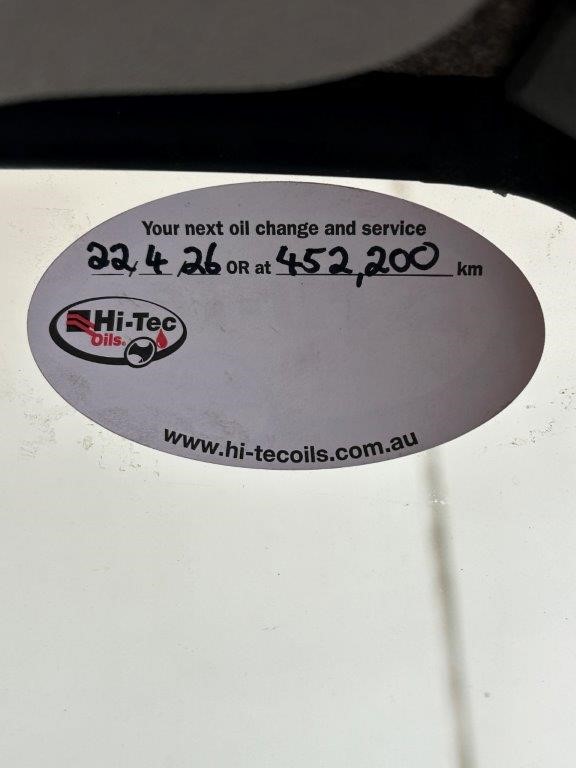 Your next oil change and service
22,4,26 OR at 452,200 km
Hi-Tec
Oils.
www.hi-tecoils.com.au